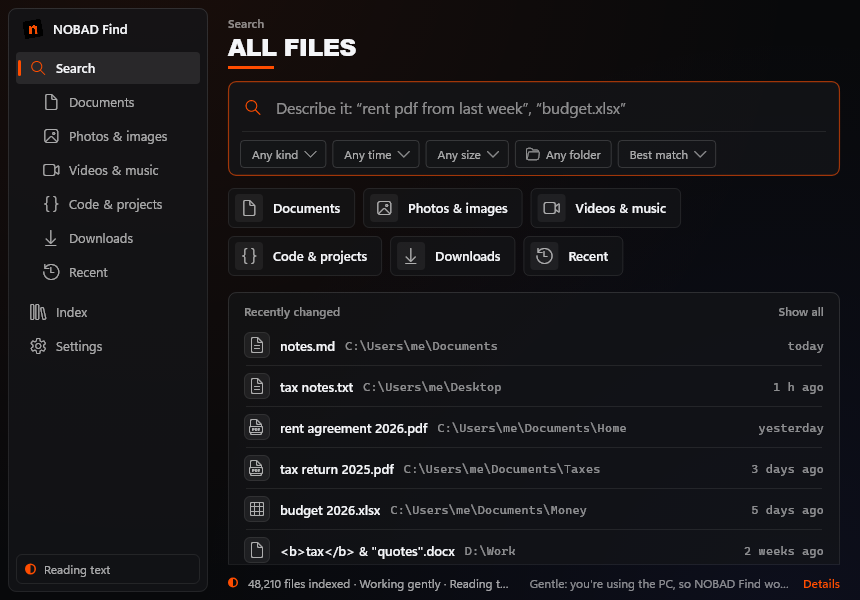 NOBAD Find
Search
Documents
Photos & images
Videos & music
Code & projects
Downloads
Recent
Index
Settings
Reading text
Search
ALL FILES
Describe it: “rent pdf from last week”, “budget.xlsx”
Any kind Any time Any size Any folder Best match
Documents Photos & images Videos & music
Code & projects Downloads Recent
Recently changed Show all
notes.md C:\Users\me\Documents today
tax notes.txt C:\Users\me\Desktop 1 h ago
rent agreement 2026.pdf C:\Users\me\Documents\Home yesterday
tax return 2025.pdf C:\Users\me\Documents\Taxes 3 days ago
budget 2026.xlsx C:\Users\me\Documents\Money 5 days ago
<b>tax</b> & "quotes".docx D:\Work 2 weeks ago
48,210 files indexed · Working gently · Reading t... Gentle: you're using the PC, so NOBAD Find wo... Details